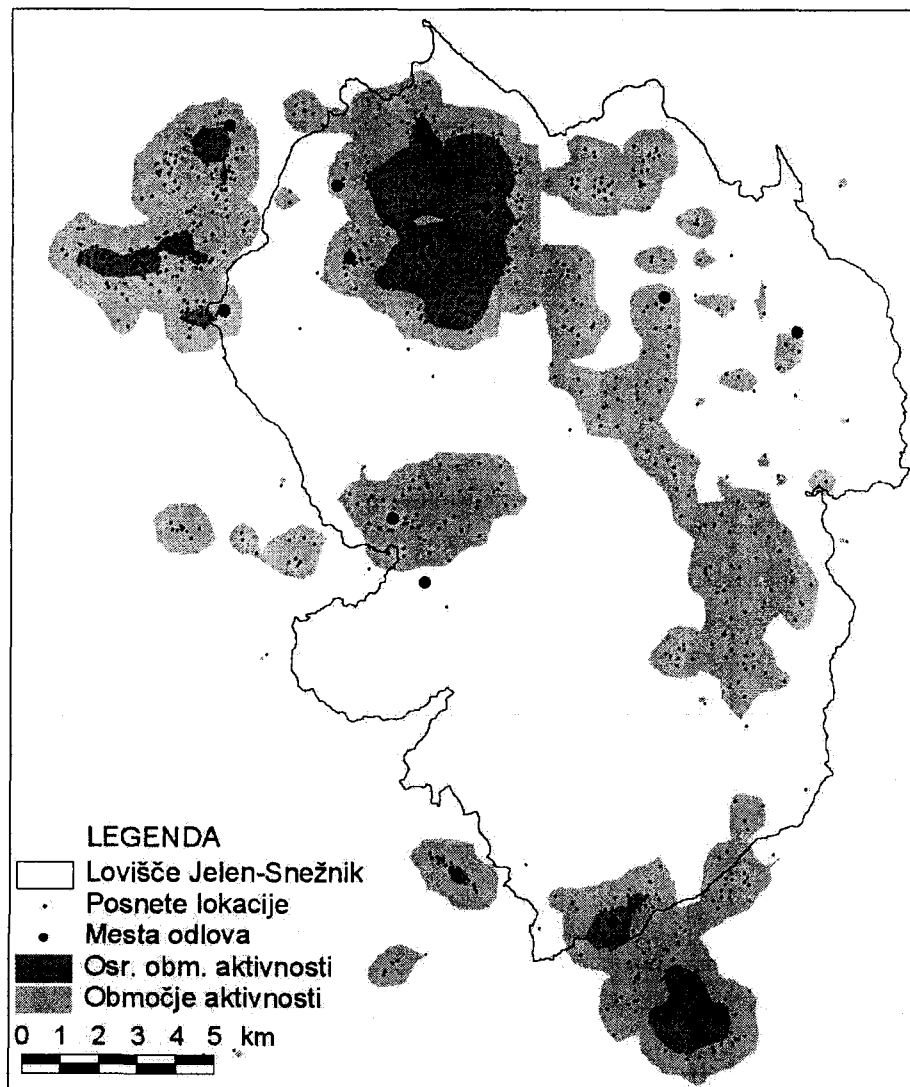 LEGENDA
Lovišče Jelen-Snežnik
Posnete lokacije
Mesta odlova
Osr. obm. aktivnosti
Območje aktivnosti
0 1 2 3 4 5 km